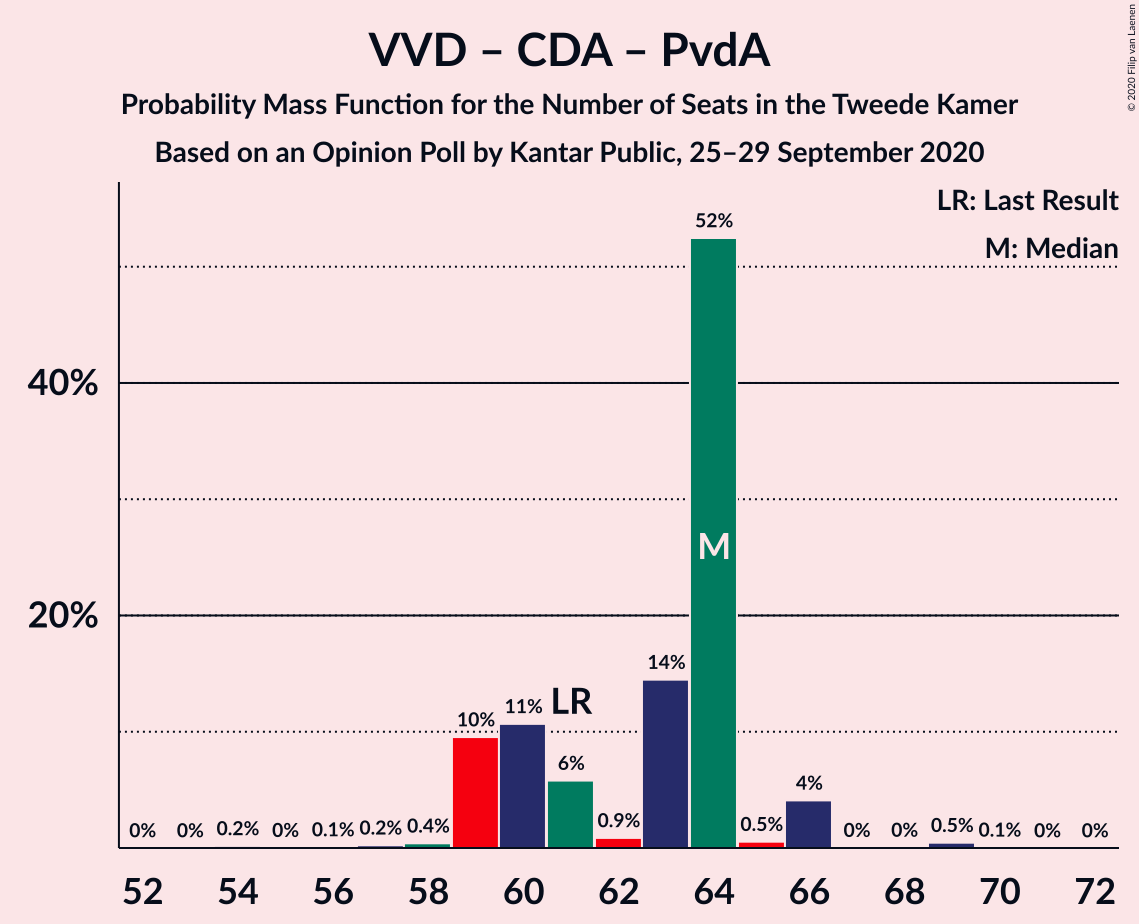 VVD – CDA – PvdA
Probability Mass Function for the Number of Seats in the Tweede Kamer
Based on an Opinion Poll by Kantar Public, 25–29 September 2020
© 2020 Filip van Laenen
LR: Last Result
M: Median
40%
20%
0% 0% 0.2% 0% 0.1% 0.2% 0.4% 10% 11% 6% 0.9% 14% 52% 0.5% 4% 0% 0% 0.5% 0.1% 0% 0%
LR
M
52 54 56 58 60 62 64 66 68 70 72